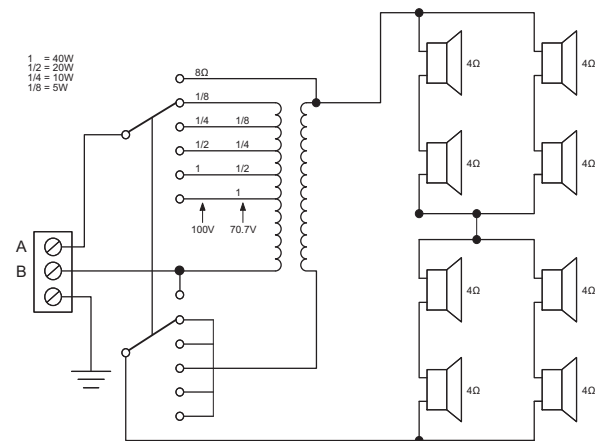 1 = 40W
1/2 = 20W
1/4 = 10W
1/8 = 5W
8Ω
1/8
1/4 1/8
1/2 1/4
1 1/2
1
100V 70.7V
A
B
4Ω 4Ω
4Ω 4Ω
4Ω 4Ω
4Ω 4Ω